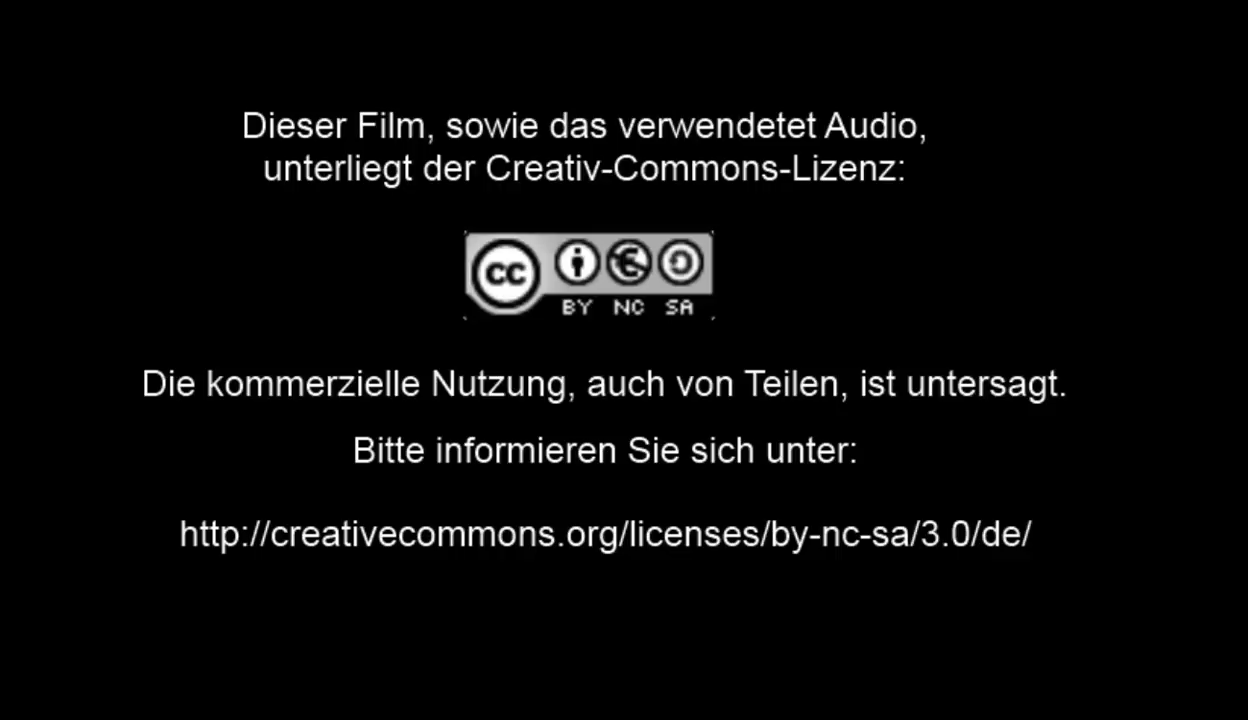 Dieser Film, sowie das verwendetet Audio,
unterliegt der Creativ-Commons-Lizenz:
cc
BY NC SA
Die kommerzielle Nutzung, auch von Teilen, ist untersagt.
Bitte informieren Sie sich unter:
http://creativecommons.org/licenses/by-nc-sa/3.0/de/